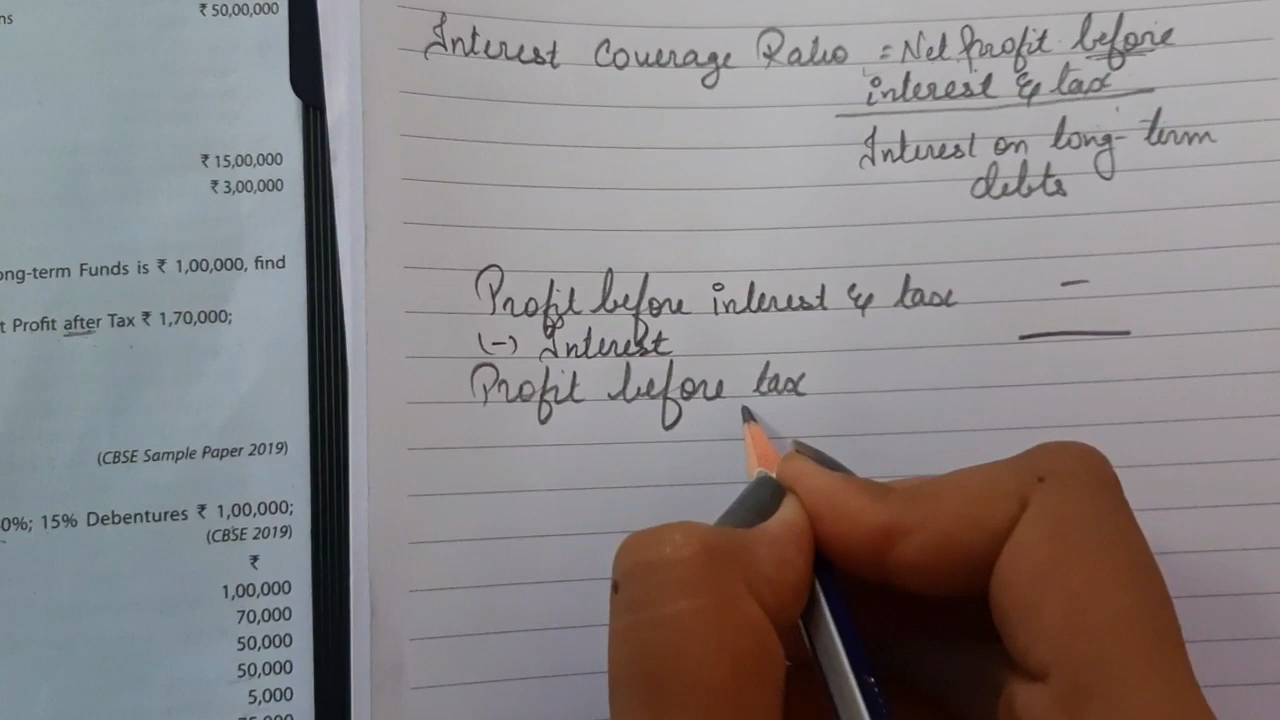 ns
₹ 50,00,000
₹ 15,00,000
₹ 3,00,000
ong-term Funds is ₹ 1,00,000, find
t Profit after Tax ₹ 1,70,000;
(CBSE Sample Paper 2019)
0%; 15% Debentures ₹ 1,00,000;
(CBSE 2019)
₹
1,00,000
70,000
50,000
50,000
5,000
Interest Coverage Ratio = Net Profit before
interest & tax
Interest on long-term
debts
Profit before interest & tax —
(-) Interest
Profit before tax